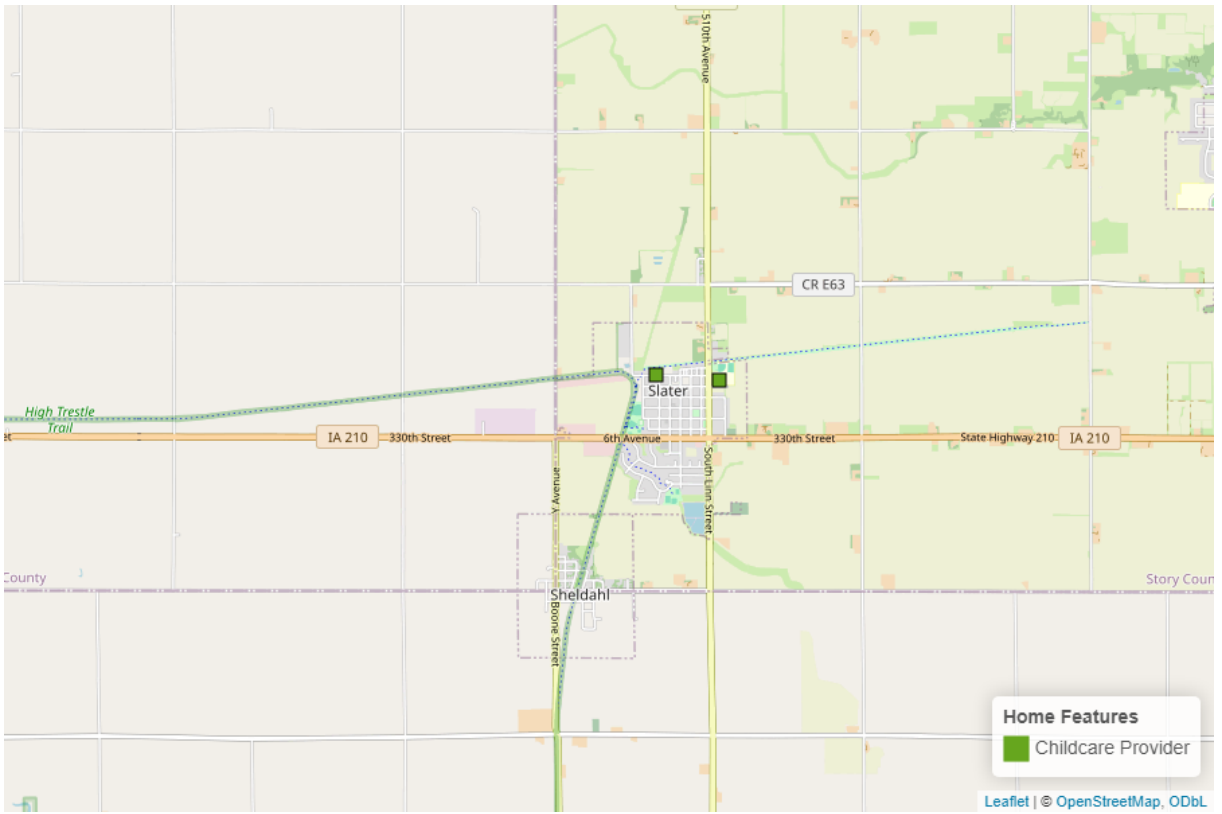 510th Avenue
CR E63
High Trestle
Trail
Slater
et
IA 210
330th Street
6th Avenue
330th Street
State Highway 210
IA 210
Y Avenue
South Linn Street
County
Story Coun
Sheldahl
Boone Street
Home Features
Childcare Provider
Leaflet | © OpenStreetMap, ODbL